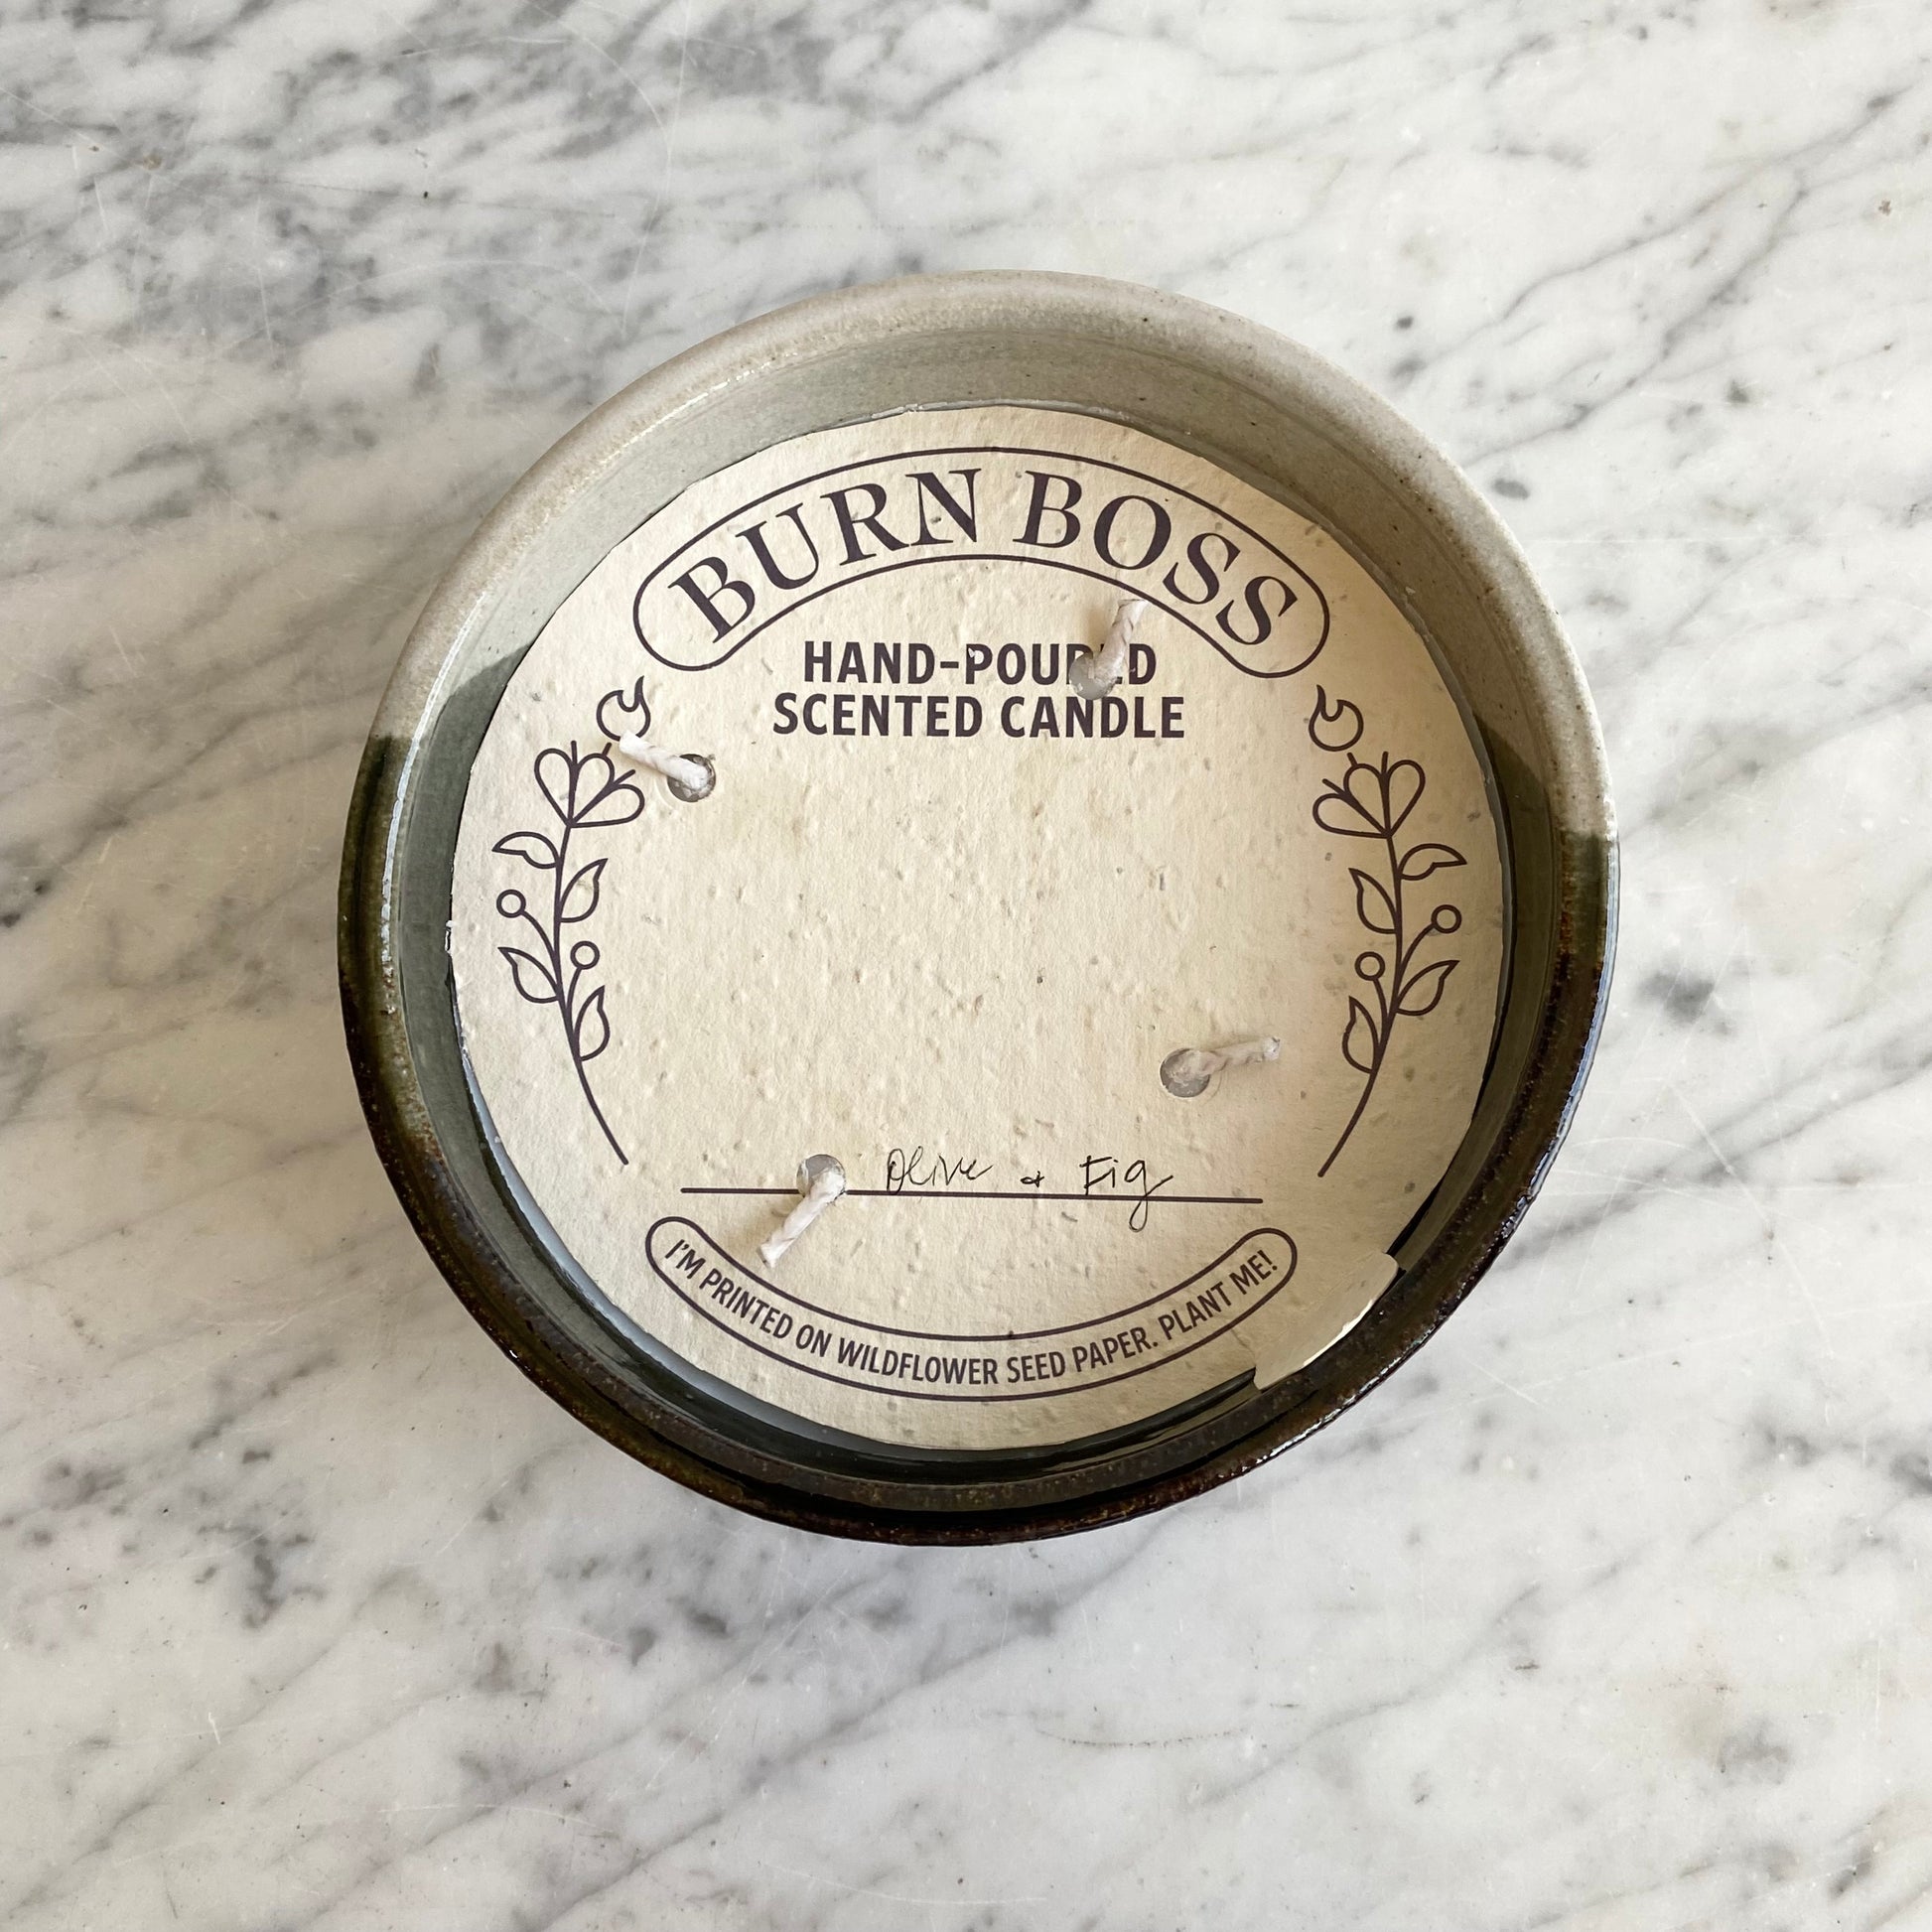 BURN BOSS
HAND-POURED
SCENTED CANDLE
Olive & Fig
I'M PRINTED ON WILDFLOWER SEED PAPER. PLANT ME!